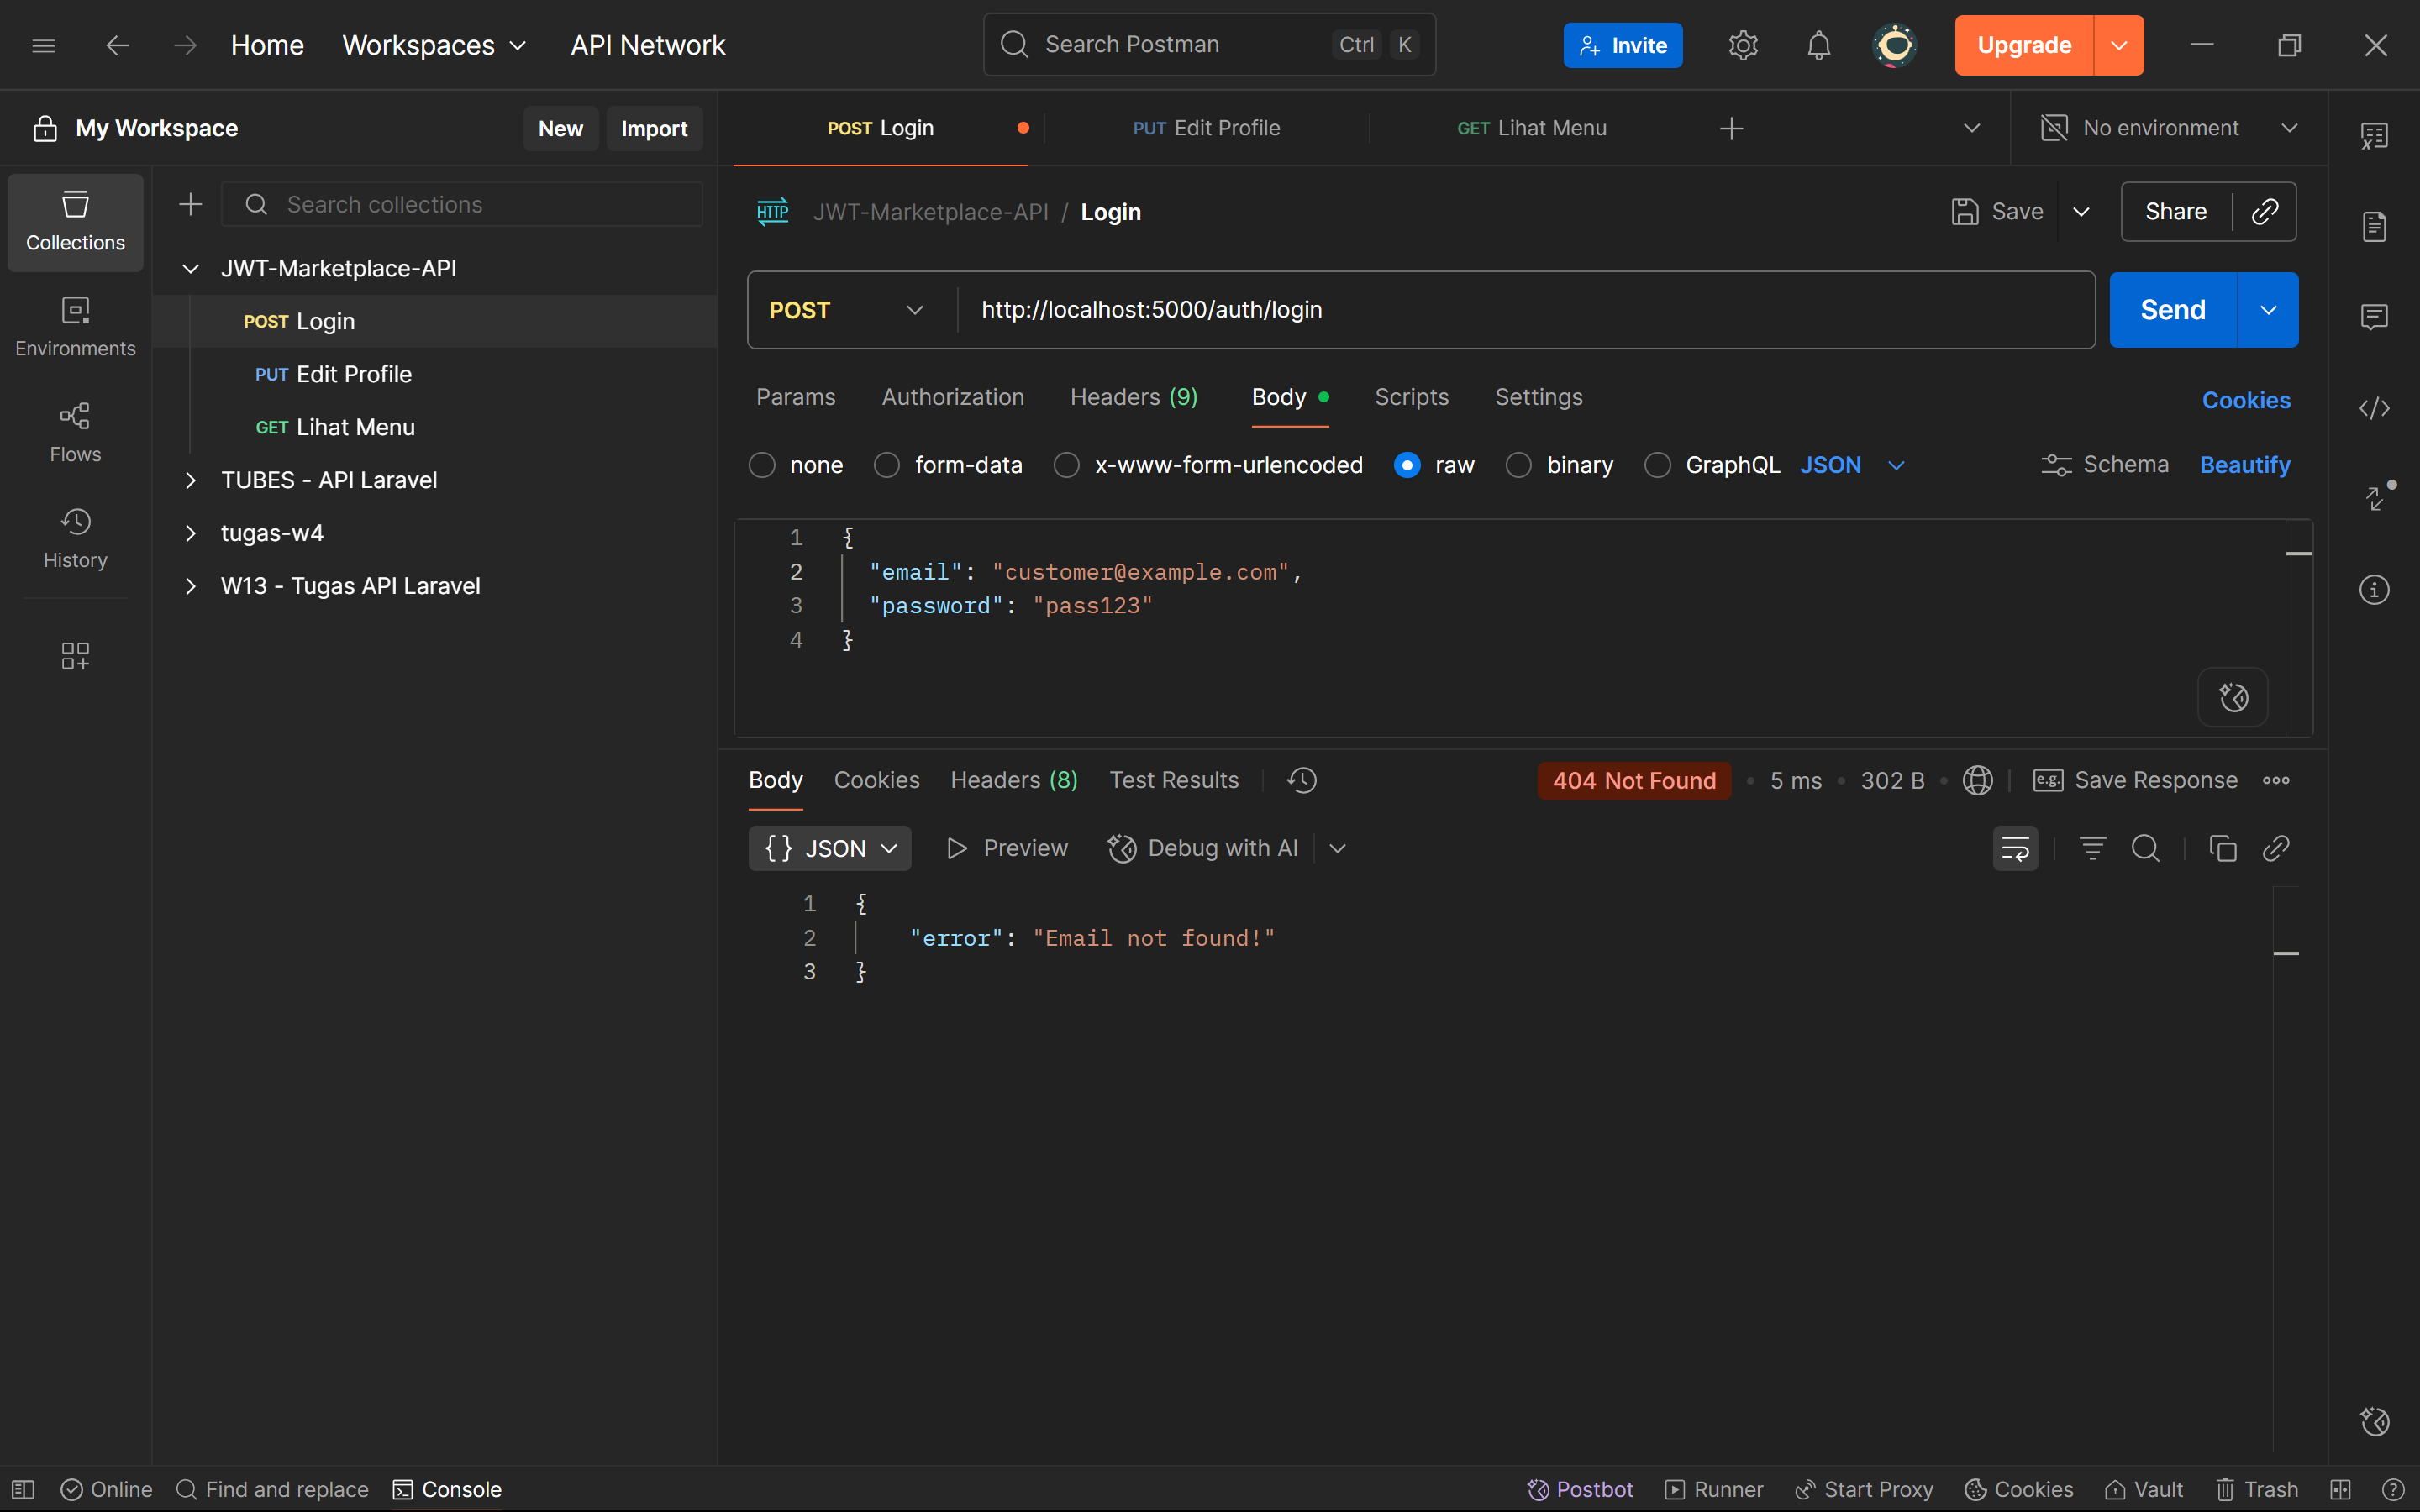 Home Workspaces API Network Search Postman Ctrl K Invite Upgrade
My Workspace New Import POST Login PUT Edit Profile GET Lihat Menu No environment
Collections
Environments
Flows
History
Search collections
JWT-Marketplace-API
POST Login
PUT Edit Profile
GET Lihat Menu
TUBES - API Laravel
tugas-w4
W13 - Tugas API Laravel
HTTP JWT-Marketplace-API / Login Save Share
POST http://localhost:5000/auth/login Send
Params Authorization Headers (9) Body Scripts Settings Cookies
none form-data x-www-form-urlencoded raw binary GraphQL JSON Schema Beautify
1 {
2 "email": "customer@example.com",
3 "password": "pass123"
4 }
Body Cookies Headers (8) Test Results 404 Not Found 5 ms 302 B e.g. Save Response
{} JSON Preview Debug with AI
1 {
2 "error": "Email not found!"
3 }
Online Find and replace Console Postbot Runner Start Proxy Cookies Vault Trash